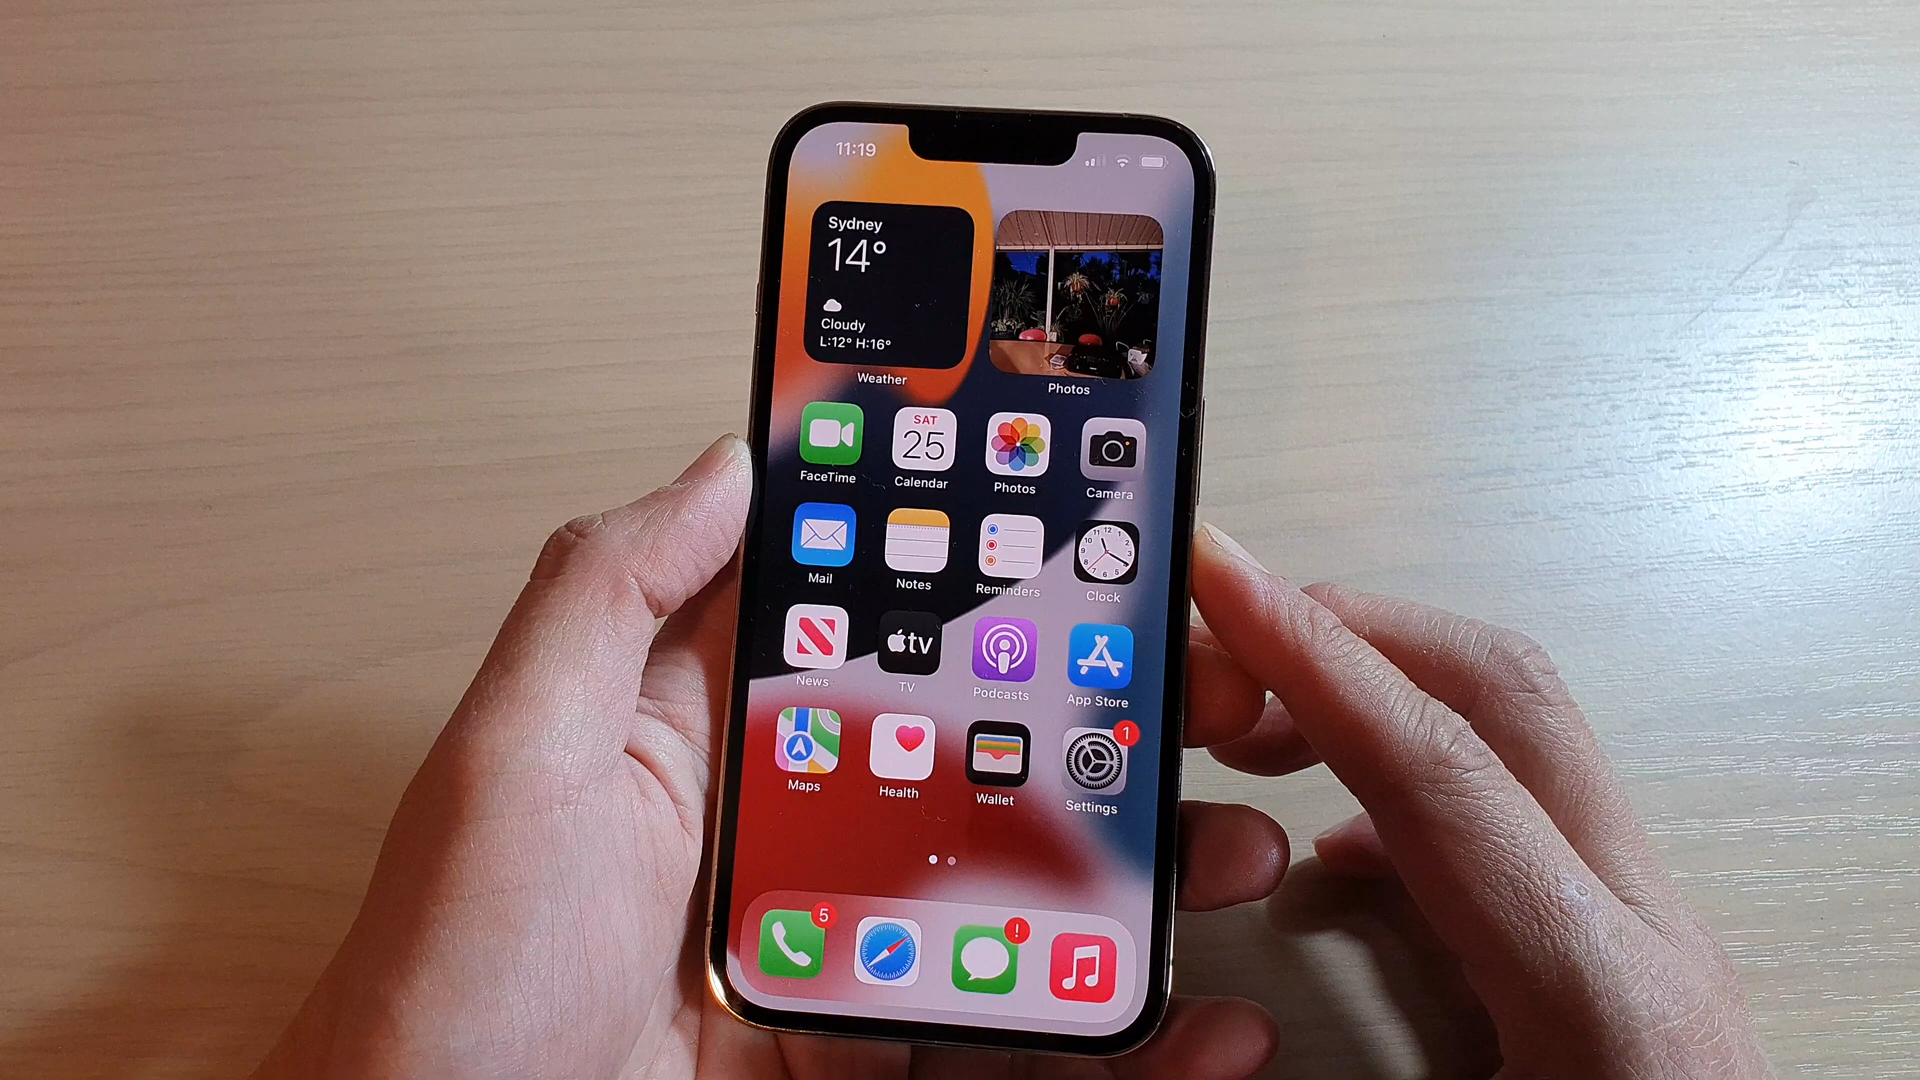 11:19
Sydney
14°
Cloudy
L:12° H:16°
Weather
Photos
FaceTime
SAT
25
Calendar
Photos
Camera
Mail
Notes
Reminders
Clock
News
tv
TV
Podcasts
App Store
Maps
Health
Wallet
1
Settings
5
!